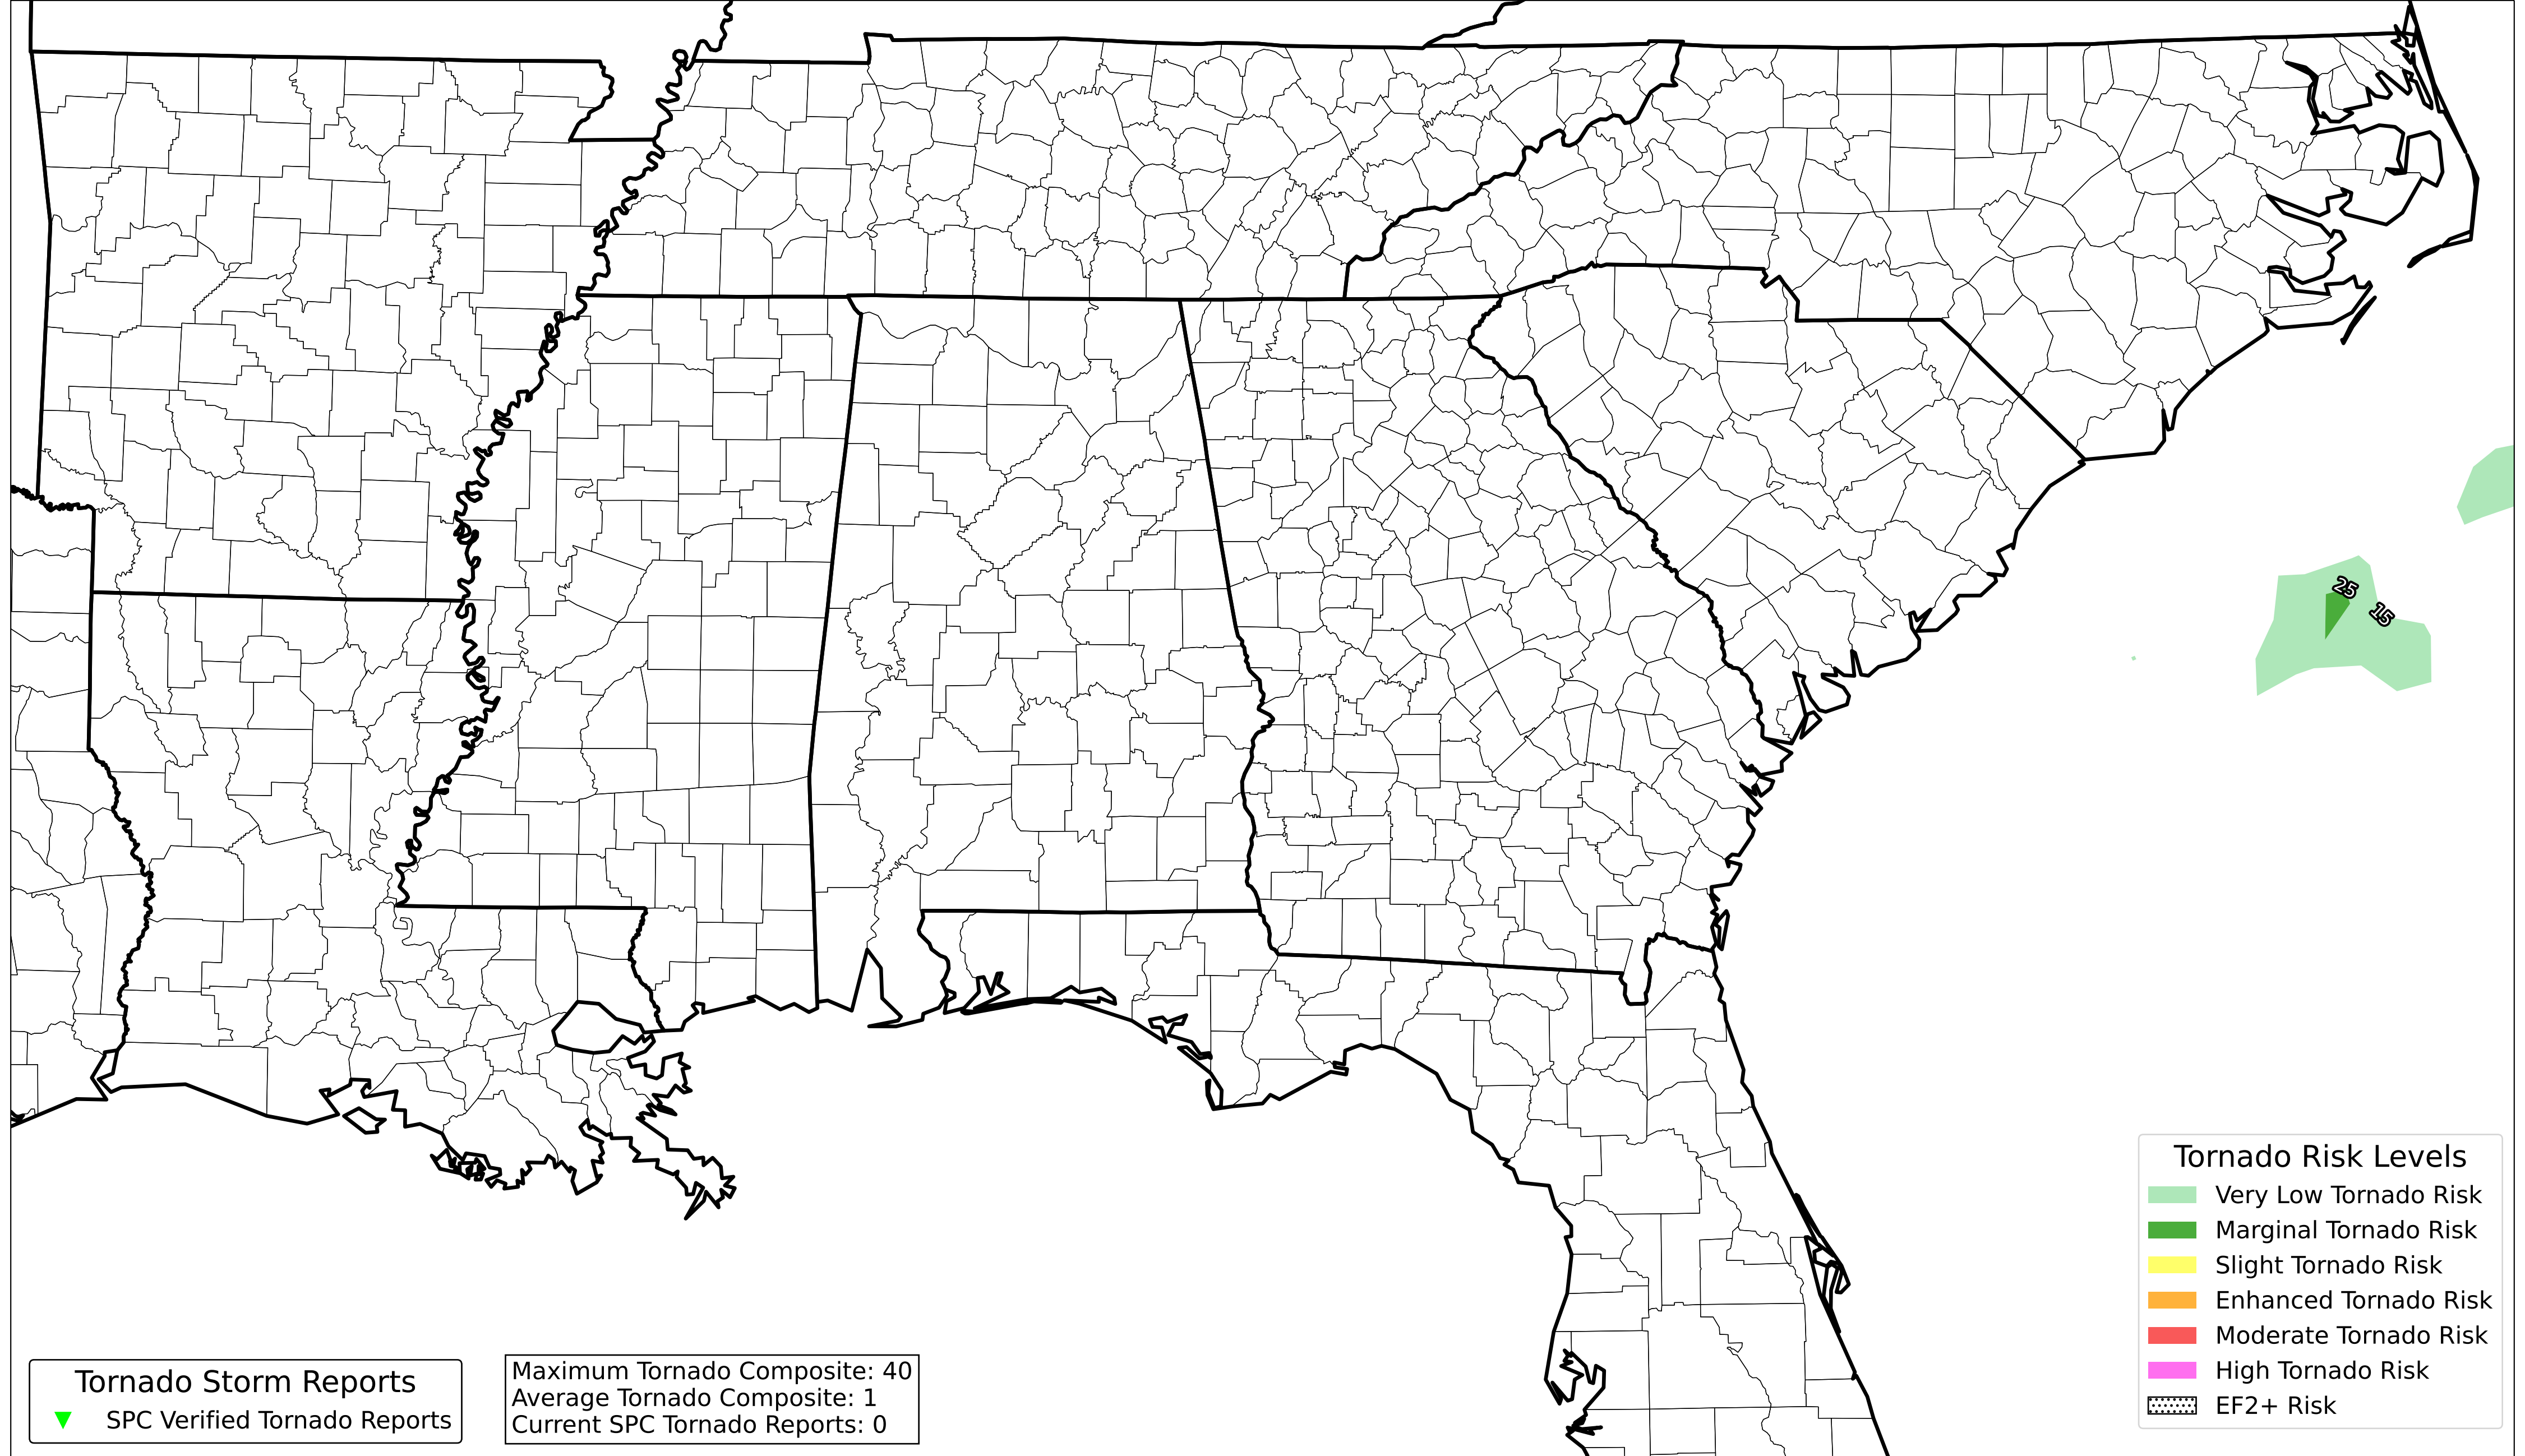 25
15
Tornado Risk Levels
Very Low Tornado Risk
Marginal Tornado Risk
Slight Tornado Risk
Enhanced Tornado Risk
Moderate Tornado Risk
High Tornado Risk
EF2+ Risk
Tornado Storm Reports
SPC Verified Tornado Reports
Maximum Tornado Composite: 40
Average Tornado Composite: 1
Current SPC Tornado Reports: 0